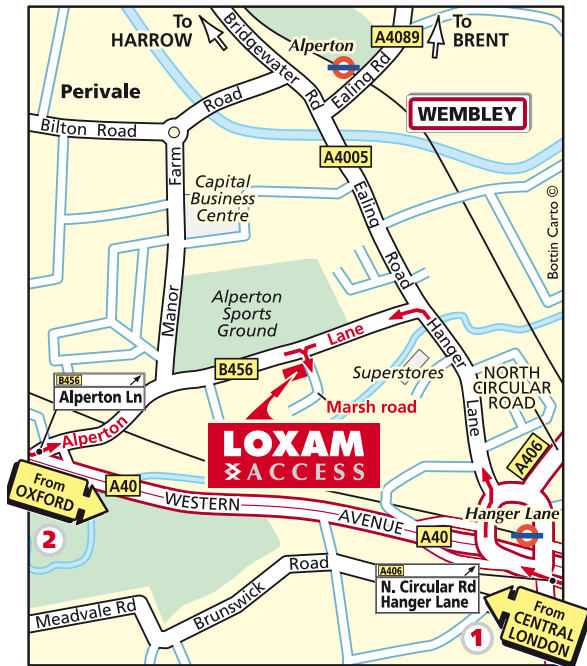 To
HARROW
Bridgewater Rd
Alperton
A4089
To
BRENT
Ealing Rd
Perivale
Road
WEMBLEY
Bilton Road
A4005
Farm
Capital
Business
Centre
Ealing
Road
Bottin Carto ©
Manor
Alperton
Sports
Ground
Lane
Hanger
Lane
B456
Superstores
NORTH
CIRCULAR
ROAD
B456
Alperton Ln
Marsh road
Alperton
LOXAM
ACCESS
A406
From
OXFORD
A40
WESTERN
AVENUE
A40
Hanger Lane
2
Road
Brunswick
Meadvale Rd
A406
N. Circular Rd
Hanger Lane
From
CENTRAL
LONDON
1